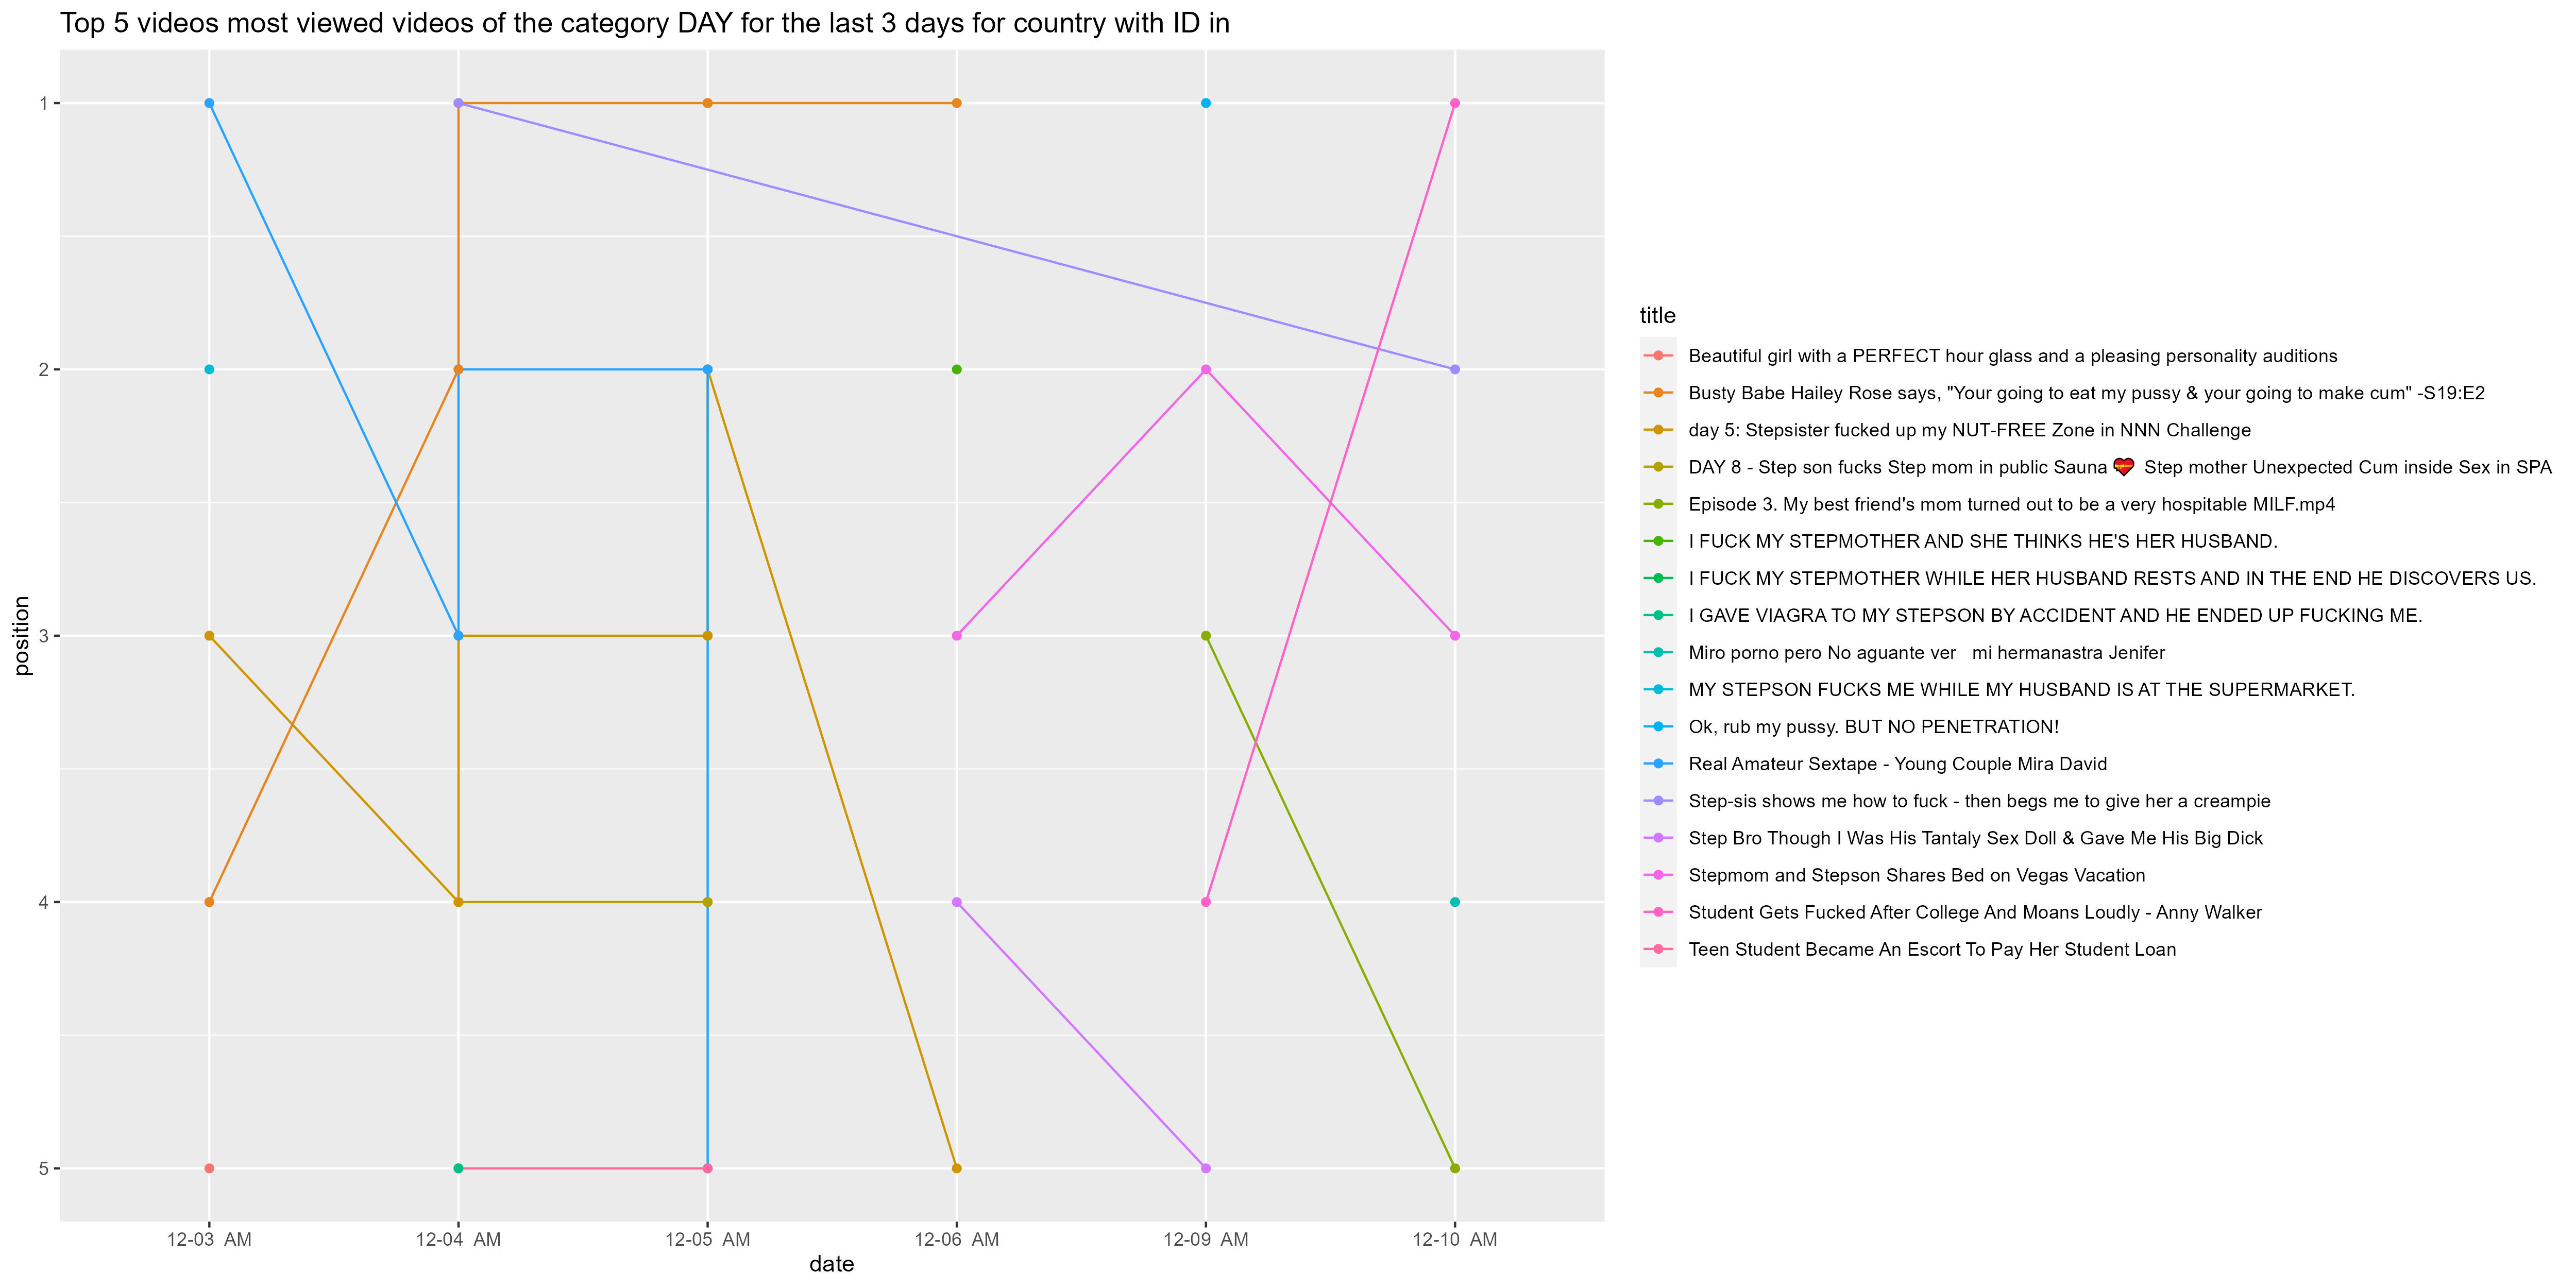 Top 5 videos most viewed videos of the category DAY for the last 3 days for country with ID in
1
2
3
4
5
position
12-03 AM
12-04 AM
12-05 AM
12-06 AM
12-09 AM
12-10 AM
date
title
Beautiful girl with a PERFECT hour glass and a pleasing personality auditions
Busty Babe Hailey Rose says, "Your going to eat my pussy & your going to make cum" -S19:E2
day 5: Stepsister fucked up my NUT-FREE Zone in NNN Challenge
DAY 8 - Step son fucks Step mom in public Sauna 💝 Step mother Unexpected Cum inside Sex in SPA
Episode 3. My best friend's mom turned out to be a very hospitable MILF.mp4
I FUCK MY STEPMOTHER AND SHE THINKS HE'S HER HUSBAND.
I FUCK MY STEPMOTHER WHILE HER HUSBAND RESTS AND IN THE END HE DISCOVERS US.
I GAVE VIAGRA TO MY STEPSON BY ACCIDENT AND HE ENDED UP FUCKING ME.
Miro porno pero No aguante ver mi hermanastra Jenifer
MY STEPSON FUCKS ME WHILE MY HUSBAND IS AT THE SUPERMARKET.
Ok, rub my pussy. BUT NO PENETRATION!
Real Amateur Sextape - Young Couple Mira David
Step-sis shows me how to fuck - then begs me to give her a creampie
Step Bro Though I Was His Tantaly Sex Doll & Gave Me His Big Dick
Stepmom and Stepson Shares Bed on Vegas Vacation
Student Gets Fucked After College And Moans Loudly - Anny Walker
Teen Student Became An Escort To Pay Her Student Loan